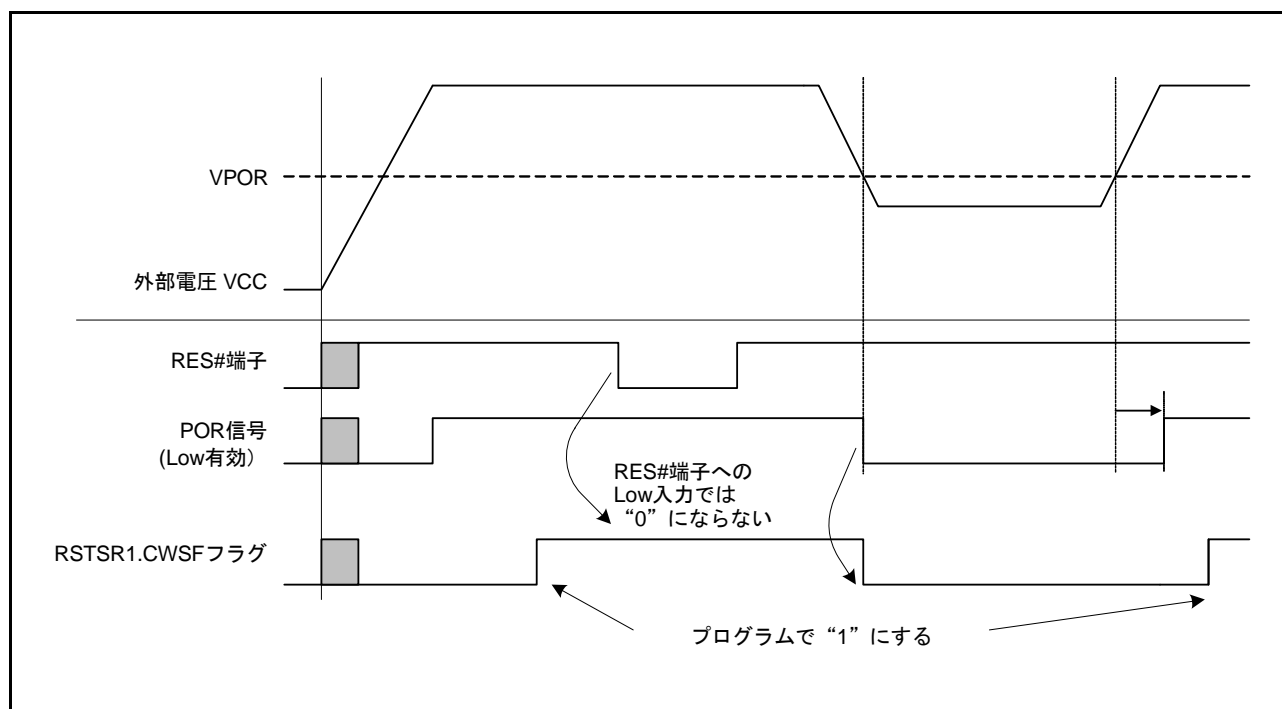 VPOR
外部電圧 VCC
RES#端子
POR信号
(Low有効)
RES#端子への
Low入力では
“0”にならない
RSTSR1.CWSFフラグ
プログラムで“1”にする